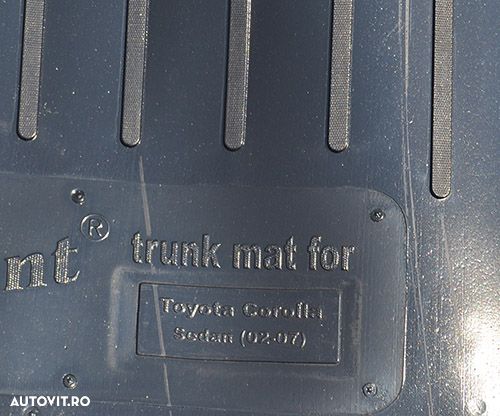 nt® trunk mat for
Toyota Corolla
Sedan (02-07)
AUTOVIT.RO